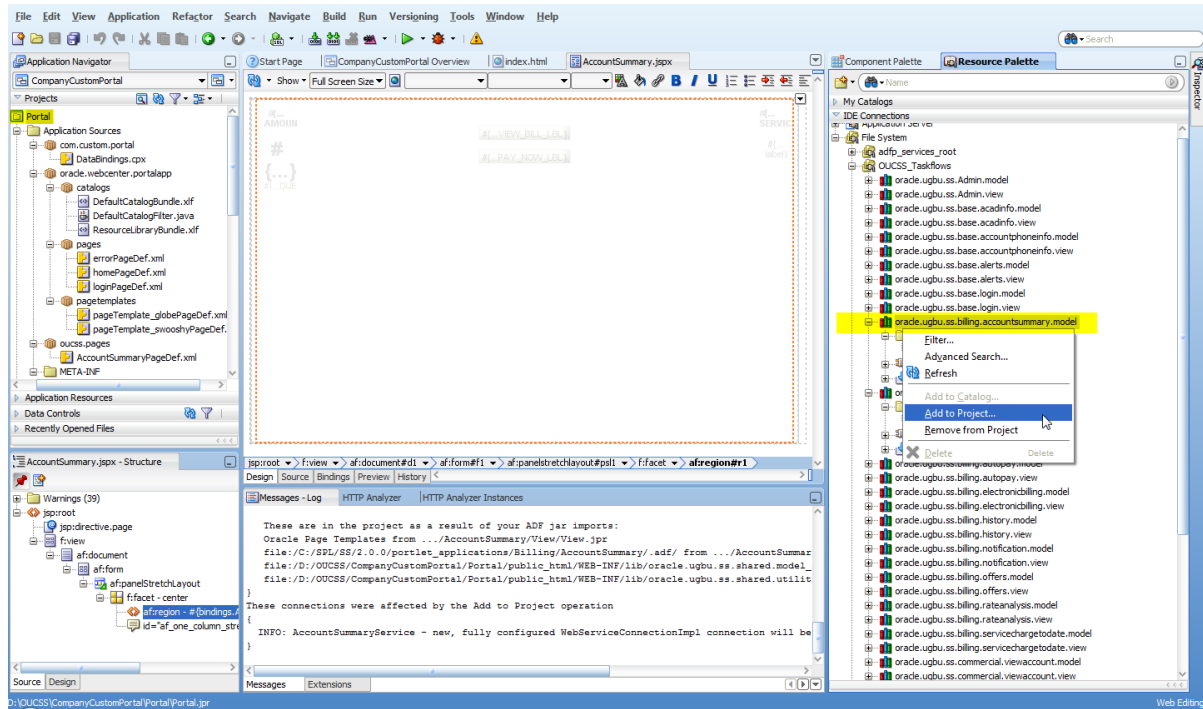 File Edit View Application Refactor Search Navigate Build Run Versioning Tools Window Help
Search
Application Navigator
CompanyCustomPortal
Projects
Portal
Application Sources
com.custom.portal
DataBindings.cpx
oracle.webcenter.portalapp
catalogs
DefaultCatalogBundle.xlf
DefaultCatalogFilter.java
ResourceLibraryBundle.xlf
pages
errorPageDef.xml
homePageDef.xml
loginPageDef.xml
pagetemplates
pageTemplate_globePageDef.xml
pageTemplate_swooshyPageDef.
oucss.pages
AccountSummaryPageDef.xml
META-INF
Application Resources
Data Controls
Recently Opened Files
AccountSummary.jspx - Structure
Warnings (39)
jsp:root
jsp:directive.page
f:view
af:document
af:form
af:panelStretchLayout
f:facet - center
af:region - #{bindings.A
id="af_one_column_stre
Source Design
Start Page CompanyCustomPortal Overview index.html AccountSummary.jspx
Show Full Screen Size B I U
#{...
AMOUN
#
{...}
#{...DUE
#{...VIEW_BILL_LBL}
#{...PAY_NOW_LBL}
#{...
SERVIC
#{...
label}
jsp:root f:view af:document#d1 af:form#f1 af:panelstretchlayout#psl1 f:facet af:region#r1
Design Source Bindings Preview History
Messages - Log HTTP Analyzer HTTP Analyzer Instances
These are in the project as a result of your ADF jar imports:
Oracle Page Templates from .../AccountSummary/View/View.jpr
file:/C:/SPL/SS/2.0.0/portlet_applications/Billing/AccountSummary/.adf/ from .../AccountSummar
file:/D:/OUCSS/CompanyCustomPortal/Portal/public_html/WEB-INF/lib/oracle.ugbu.ss.shared.model_
file:/D:/OUCSS/CompanyCustomPortal/Portal/public_html/WEB-INF/lib/oracle.ugbu.ss.shared.utilit
}
These connections were affected by the Add to Project operation
{
INFO: AccountSummaryService - new, fully configured WebServiceConnectionImpl connection will be
}
Messages Extensions
Component Palette Resource Palette
Name
My Catalogs
IDE Connections
Application Server
File System
adfp_services_root
OUCSS_Taskflows
oracle.ugbu.ss.Admin.model
oracle.ugbu.ss.Admin.view
oracle.ugbu.ss.base.acadinfo.model
oracle.ugbu.ss.base.acadinfo.view
oracle.ugbu.ss.base.accountphoneinfo.model
oracle.ugbu.ss.base.accountphoneinfo.view
oracle.ugbu.ss.base.alerts.model
oracle.ugbu.ss.base.alerts.view
oracle.ugbu.ss.base.login.model
oracle.ugbu.ss.base.login.view
oracle.ugbu.ss.billing.accountsummary.model
Filter...
Advanced Search...
Refresh
Add to Catalog...
Add to Project...
Remove from Project
Delete Delete
or
oracle.ugbu.ss.billing.autopay.model
oracle.ugbu.ss.billing.autopay.view
oracle.ugbu.ss.billing.electronicbilling.model
oracle.ugbu.ss.billing.electronicbilling.view
oracle.ugbu.ss.billing.history.model
oracle.ugbu.ss.billing.history.view
oracle.ugbu.ss.billing.notification.model
oracle.ugbu.ss.billing.notification.view
oracle.ugbu.ss.billing.offers.model
oracle.ugbu.ss.billing.offers.view
oracle.ugbu.ss.billing.rateanalysis.model
oracle.ugbu.ss.billing.rateanalysis.view
oracle.ugbu.ss.billing.servicechargetodate.model
oracle.ugbu.ss.billing.servicechargetodate.view
oracle.ugbu.ss.commercial.viewaccount.model
oracle.ugbu.ss.commercial.viewaccount.view
Inspector
D:\OUCSS\CompanyCustomPortal\Portal\Portal.jpr
Web Editing